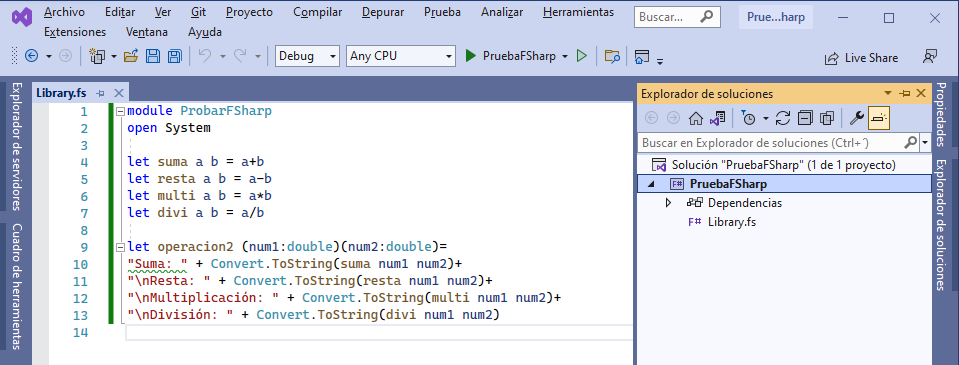 Archivo Editar Ver Git Proyecto Compilar Depurar Prueba Analizar Herramientas Buscar... Prue...harp
Extensiones Ventana Ayuda
Debug Any CPU PruebaFSharp Live Share
Explorador de servidores
Cuadro de herramientas
Library.fs
1 module ProbarFSharp
2 open System
3
4 let suma a b = a+b
5 let resta a b = a-b
6 let multi a b = a*b
7 let divi a b = a/b
8
9 let operacion2 (num1:double)(num2:double)=
10 "Suma: " + Convert.ToString(suma num1 num2)+
11 "\nResta: " + Convert.ToString(resta num1 num2)+
12 "\nMultiplicación: " + Convert.ToString(multi num1 num2)+
13 "\nDivisión: " + Convert.ToString(divi num1 num2)
14
Explorador de soluciones
Buscar en Explorador de soluciones (Ctrl+´)
Solución "PruebaFSharp" (1 de 1 proyecto)
F# PruebaFSharp
Dependencias
F# Library.fs
Propiedades
Explorador de soluciones